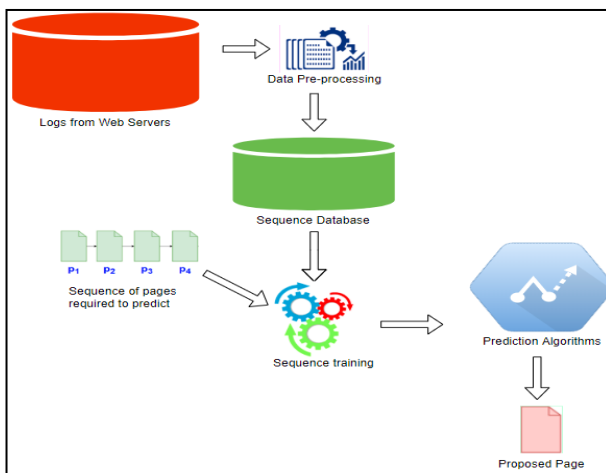 Data Pre-processing
Logs from Web Servers
Sequence Database
P1 P2 P3 P4
Sequence of pages
required to predict
Sequence training
Prediction Algorithms
Proposed Page